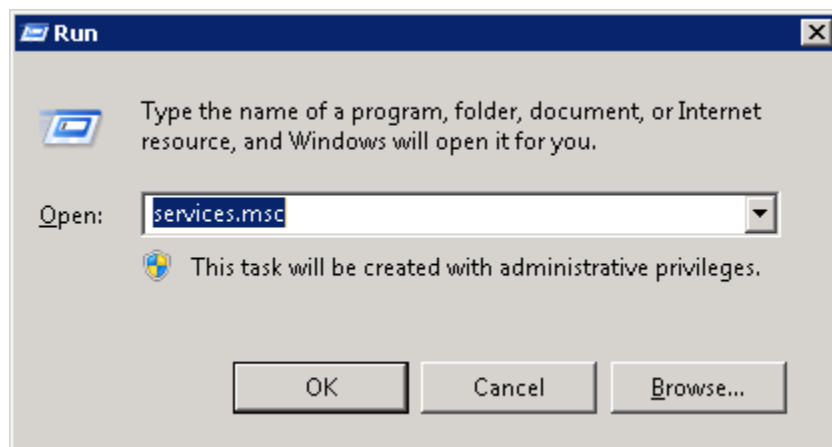 Run
Type the name of a program, folder, document, or Internet
resource, and Windows will open it for you.
Open: services.msc
This task will be created with administrative privileges.
OK Cancel Browse...